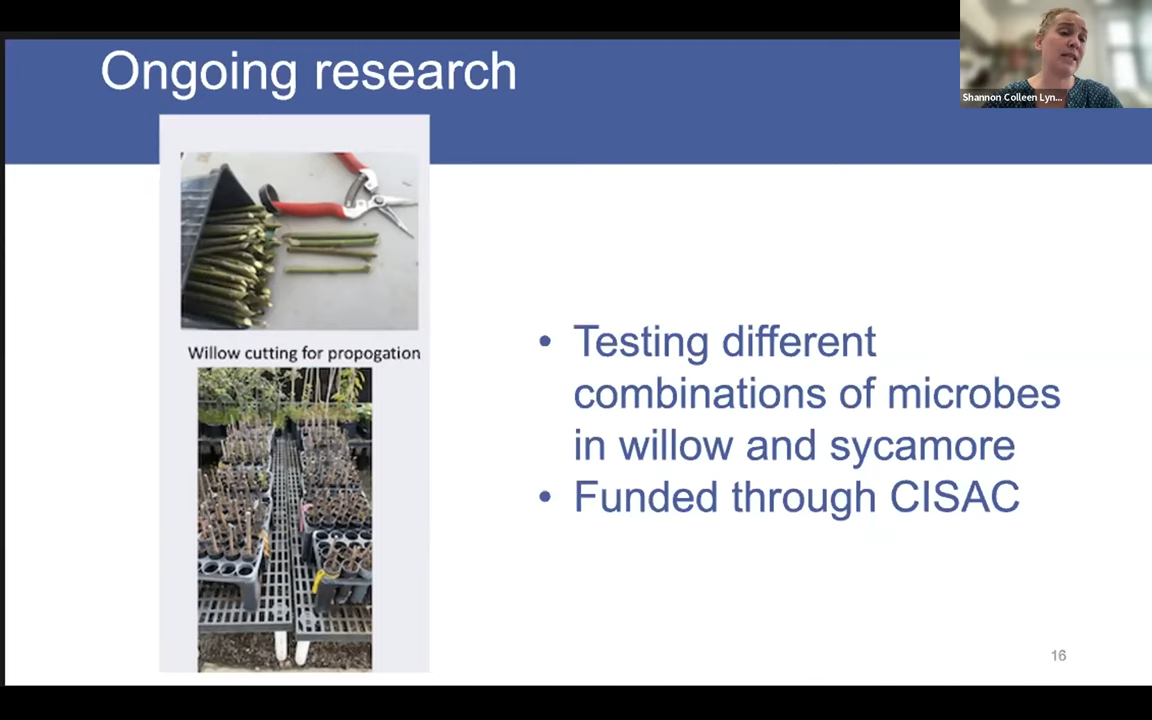 Ongoing research
Shannon Colleen Lyn...
Willow cutting for propogation
• Testing different
combinations of microbes
in willow and sycamore
• Funded through CISAC
16